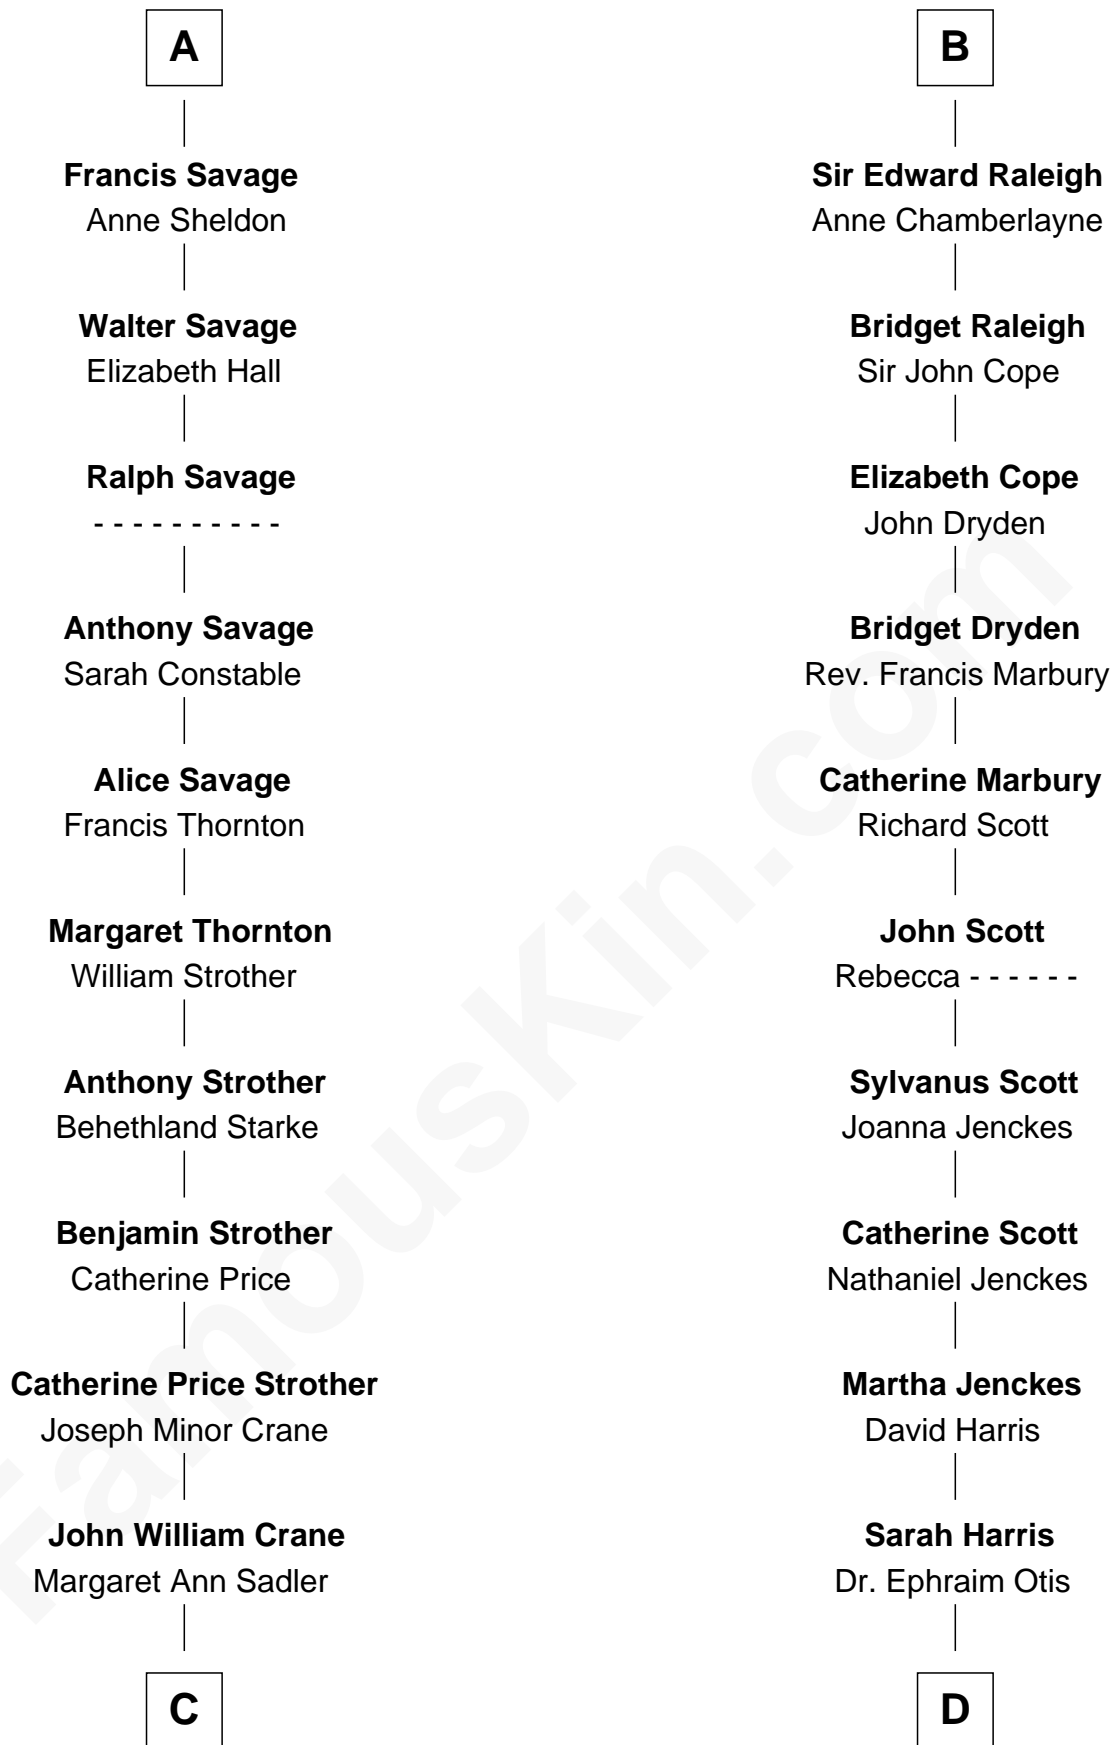 A
Francis Savage
Anne Sheldon
Walter Savage
Elizabeth Hall
Ralph Savage
- - - - - - - - - -
Anthony Savage
Sarah Constable
Alice Savage
Francis Thornton
Margaret Thornton
William Strother
Anthony Strother
Behethland Starke
Benjamin Strother
Catherine Price
Catherine Price Strother
Joseph Minor Crane
John William Crane
Margaret Ann Sadler
C
B
Sir Edward Raleigh
Anne Chamberlayne
Bridget Raleigh
Sir John Cope
Elizabeth Cope
John Dryden
Bridget Dryden
Rev. Francis Marbury
Catherine Marbury
Richard Scott
John Scott
Rebecca - - - - - -
Sylvanus Scott
Joanna Jenckes
Catherine Scott
Nathaniel Jenckes
Martha Jenckes
David Harris
Sarah Harris
Dr. Ephraim Otis
D
FamousKin.com